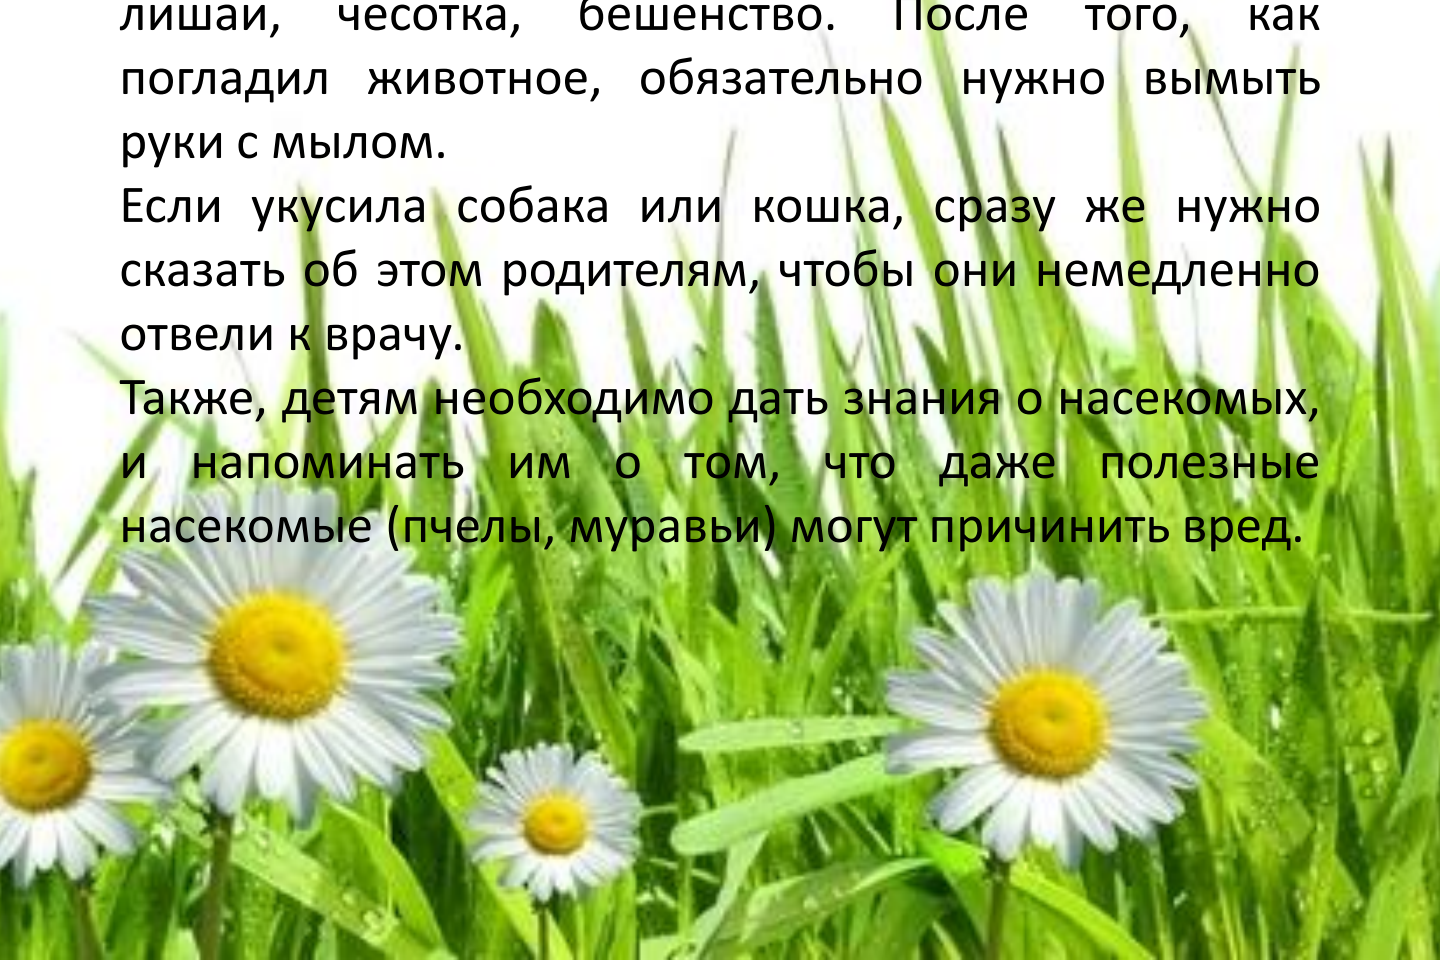 лишай, чесотка, бешенство. После того, как
погладил животное, обязательно нужно вымыть
руки с мылом.
Если укусила собака или кошка, сразу же нужно
сказать об этом родителям, чтобы они немедленно
отвели к врачу.
Также, детям необходимо дать знания о насекомых,
и напоминать им о том, что даже полезные
насекомые (пчелы, муравьи) могут причинить вред.